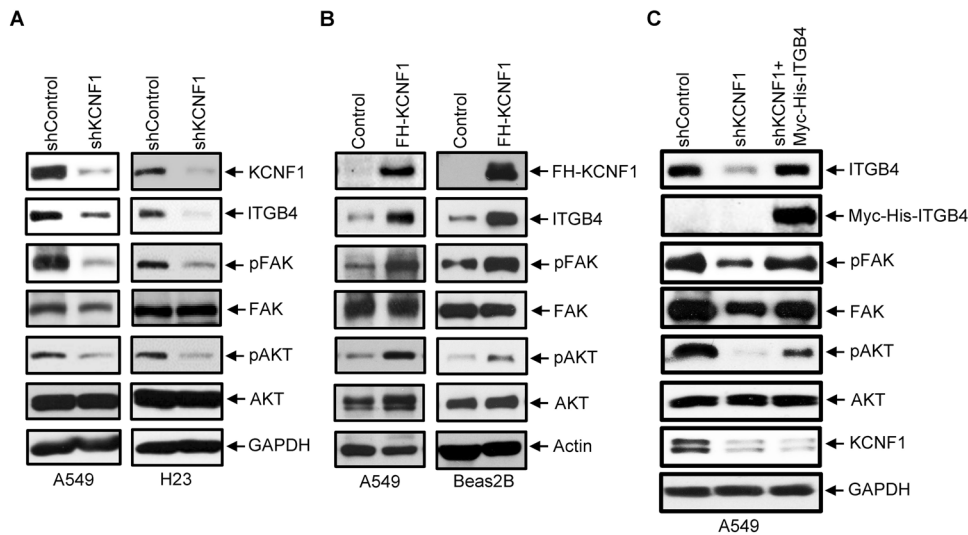 A
shControl
shKCNF1
shControl
shKCNF1
KCNF1
ITGB4
pFAK
FAK
pAKT
AKT
GAPDH
A549
H23
B
Control
FH-KCNF1
Control
FH-KCNF1
FH-KCNF1
ITGB4
pFAK
FAK
pAKT
AKT
Actin
A549
Beas2B
C
shControl
shKCNF1
shKCNF1+
Myc-His-ITGB4
ITGB4
Myc-His-ITGB4
pFAK
FAK
pAKT
AKT
KCNF1
GAPDH
A549